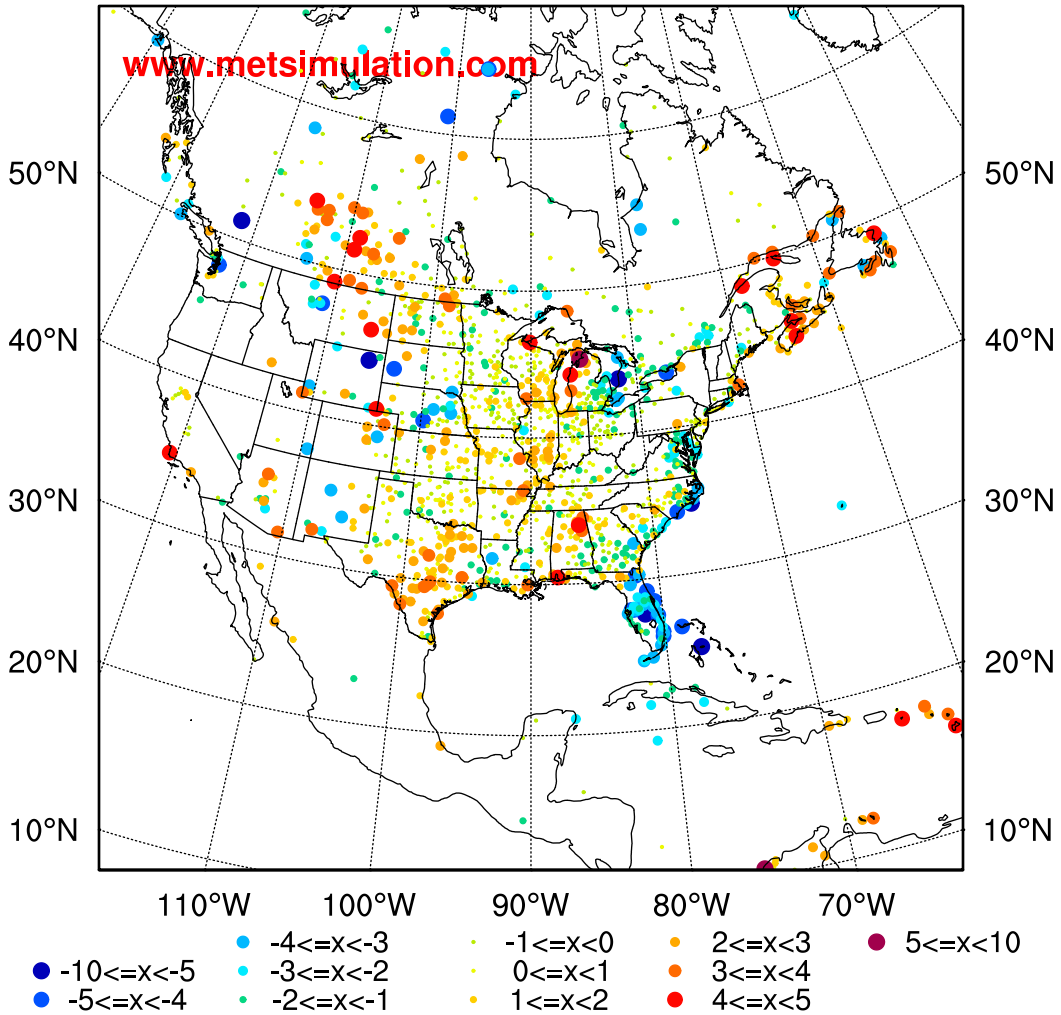 www.metsimulation.com
50°N 50°N
40°N 40°N
30°N 30°N
20°N 20°N
10°N 10°N
110°W 100°W 90°W 80°W 70°W
-4<=x<-3 -1<=x<0 2<=x<3 5<=x<10
-10<=x<-5 -3<=x<-2 0<=x<1 3<=x<4
-5<=x<-4 -2<=x<-1 1<=x<2 4<=x<5